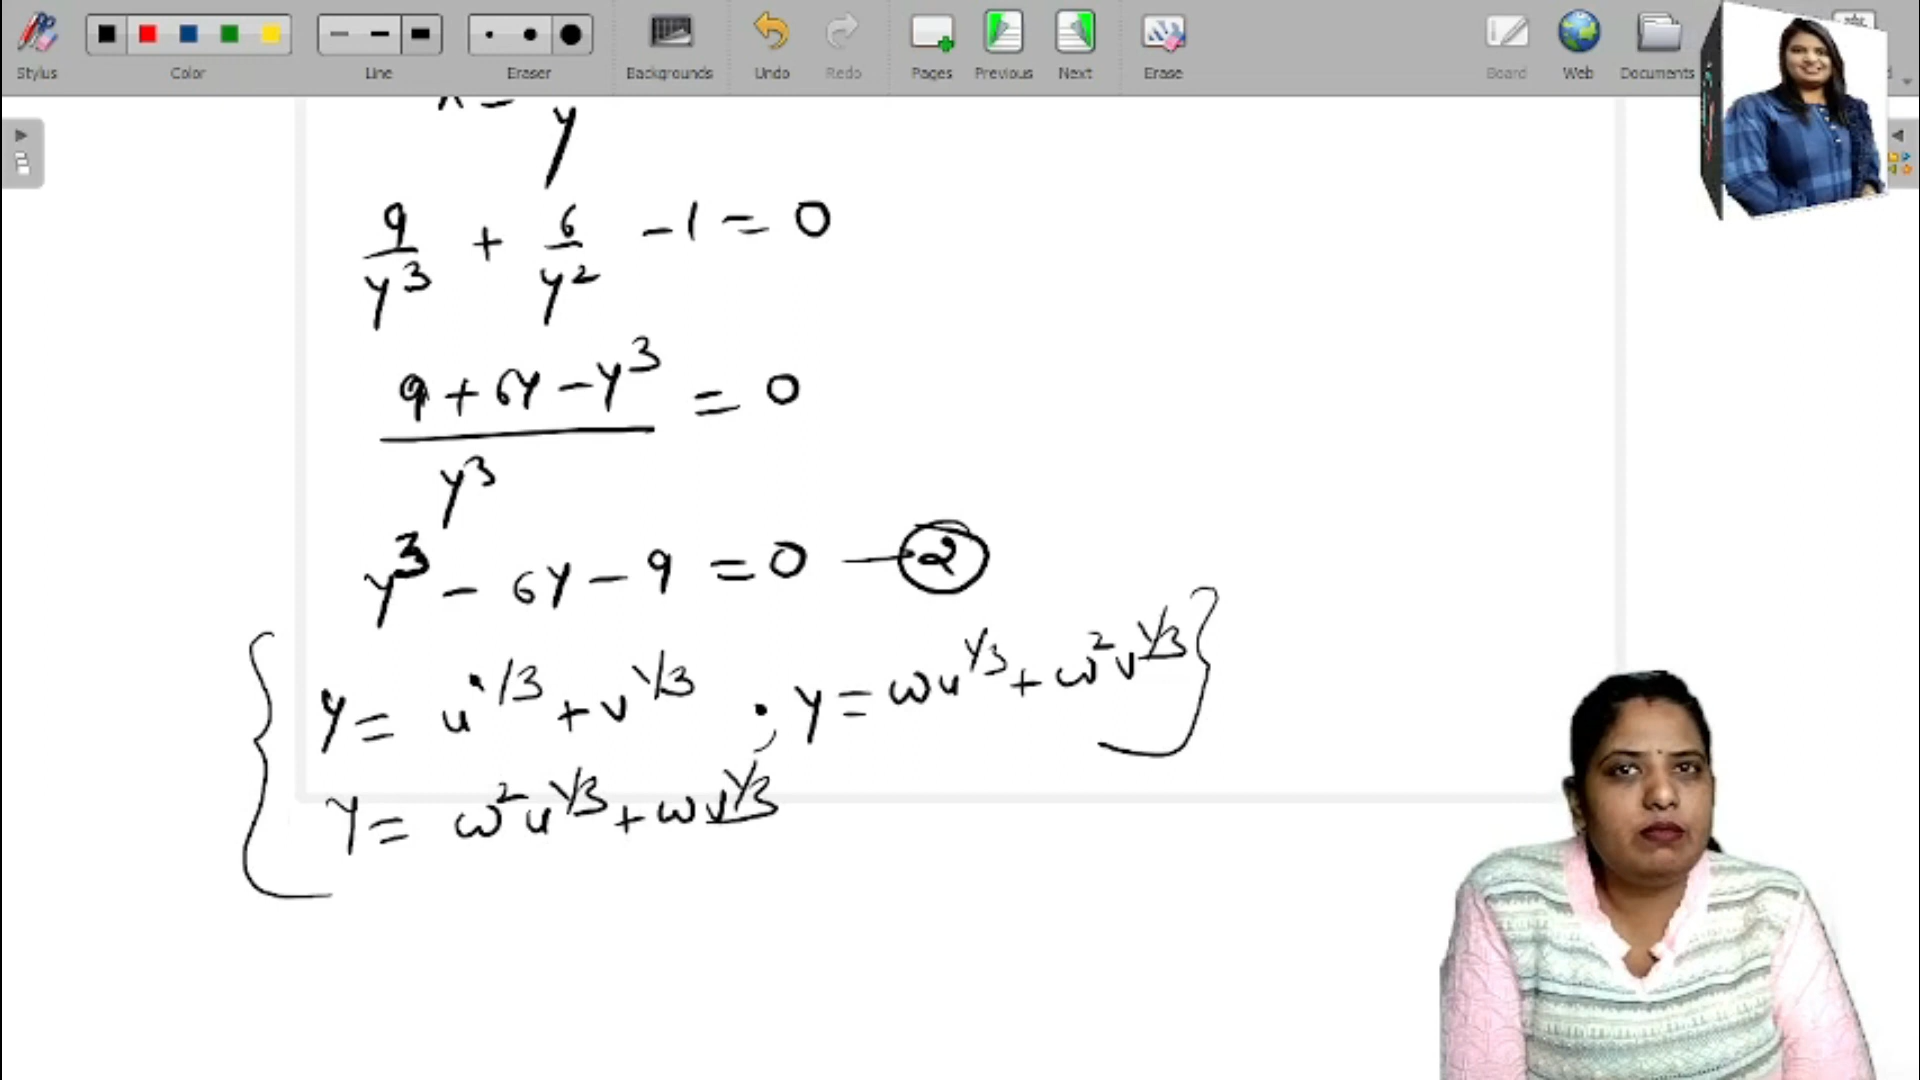 Stylus
Color
Line
Eraser
Backgrounds
Undo
Redo
Pages
Previous
Next
Erase
Board
Web
Documents
y
9/y³ + 6/y² - 1 = 0
(9 + 6y - y³)/y³ = 0
y³ - 6y - 9 = 0 — ②
y = u^1/3 + v^1/3 ; y = ωu^1/3 + ω²v^1/3
y = ω²u^1/3 + ωv^1/3